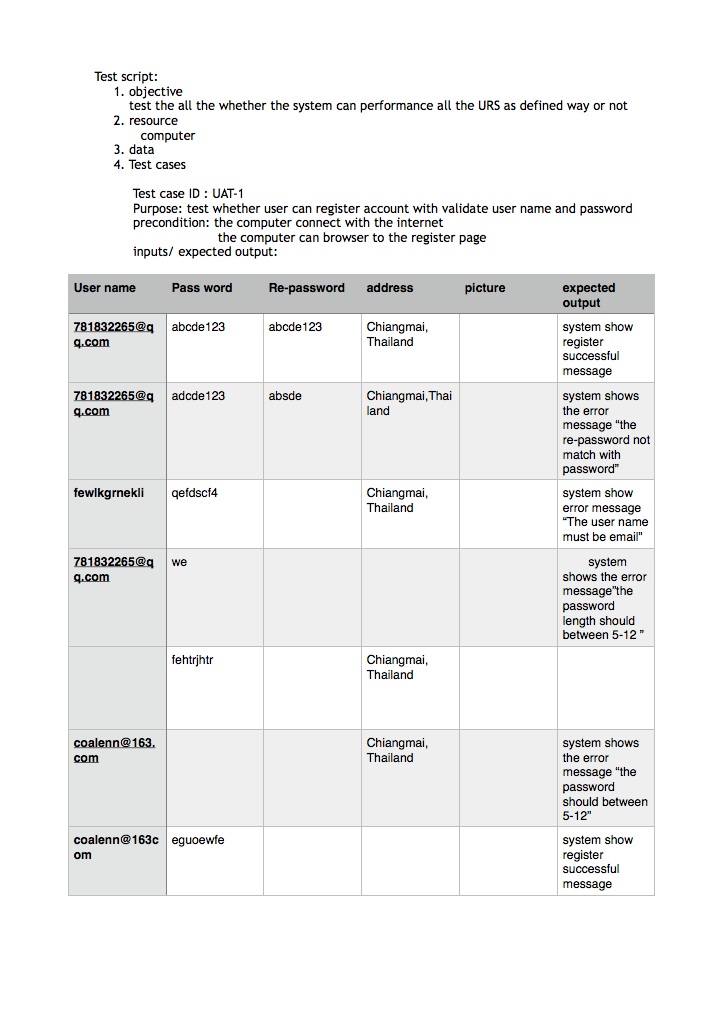 Test script:
1. objective
test the all the whether the system can performance all the URS as defined way or not
2. resource
computer
3. data
4. Test cases
Test case ID : UAT-1
Purpose: test whether user can register account with validate user name and password
precondition: the computer connect with the internet
the computer can browser to the register page
inputs/ expected output:
User name Pass word Re-password address picture expected
output
781832265@q abcde123 abcde123 Chiangmai, system show
q.com Thailand register
successful
message
781832265@q adcde123 absde Chiangmai,Thai system shows
q.com land the error
message “the
re-password not
match with
password”
fewlkgrnekli qefdscf4 Chiangmai, system show
Thailand error message
“The user name
must be email”
781832265@q we system
q.com shows the error
message”the
password
length should
between 5-12 ”
fehtrjhtr Chiangmai,
Thailand
coalenn@163. Chiangmai, system shows
com Thailand the error
message “the
password
should between
5-12”
coalenn@163c eguoewfe system show
om register
successful
message